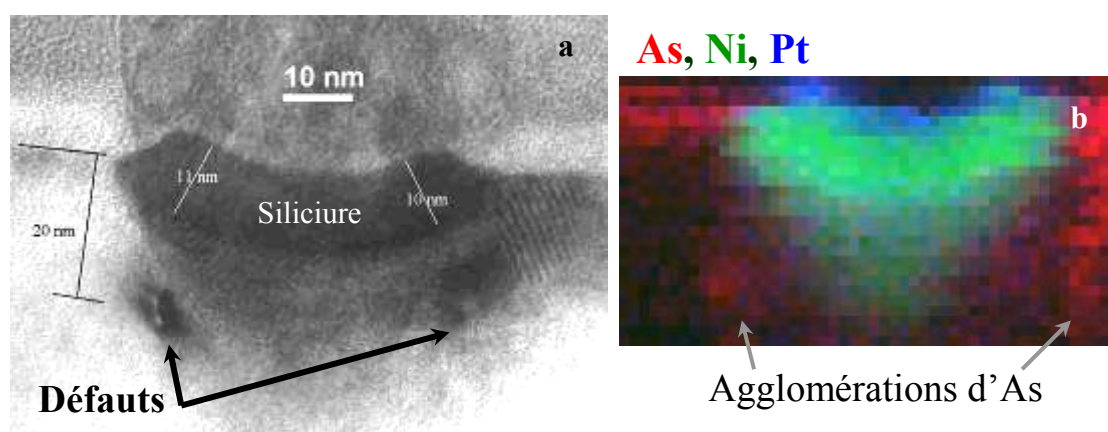 a
10 nm
11 nm
10 nm
Siliciure
20 nm
Défauts
As, Ni, Pt
b
Agglomérations d'As